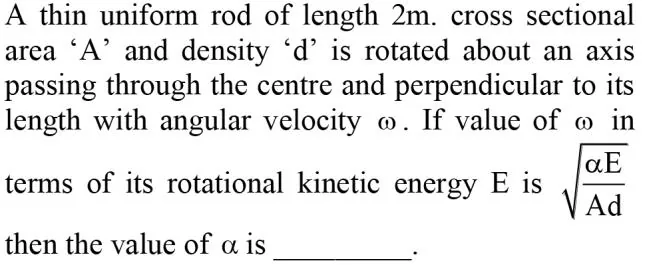 A thin uniform rod of length 2m. cross sectional
area ‘A’ and density ‘d’ is rotated about an axis
passing through the centre and perpendicular to its
length with angular velocity ω. If value of ω in
terms of its rotational kinetic energy E is √(αE/Ad)
then the value of α is __________.